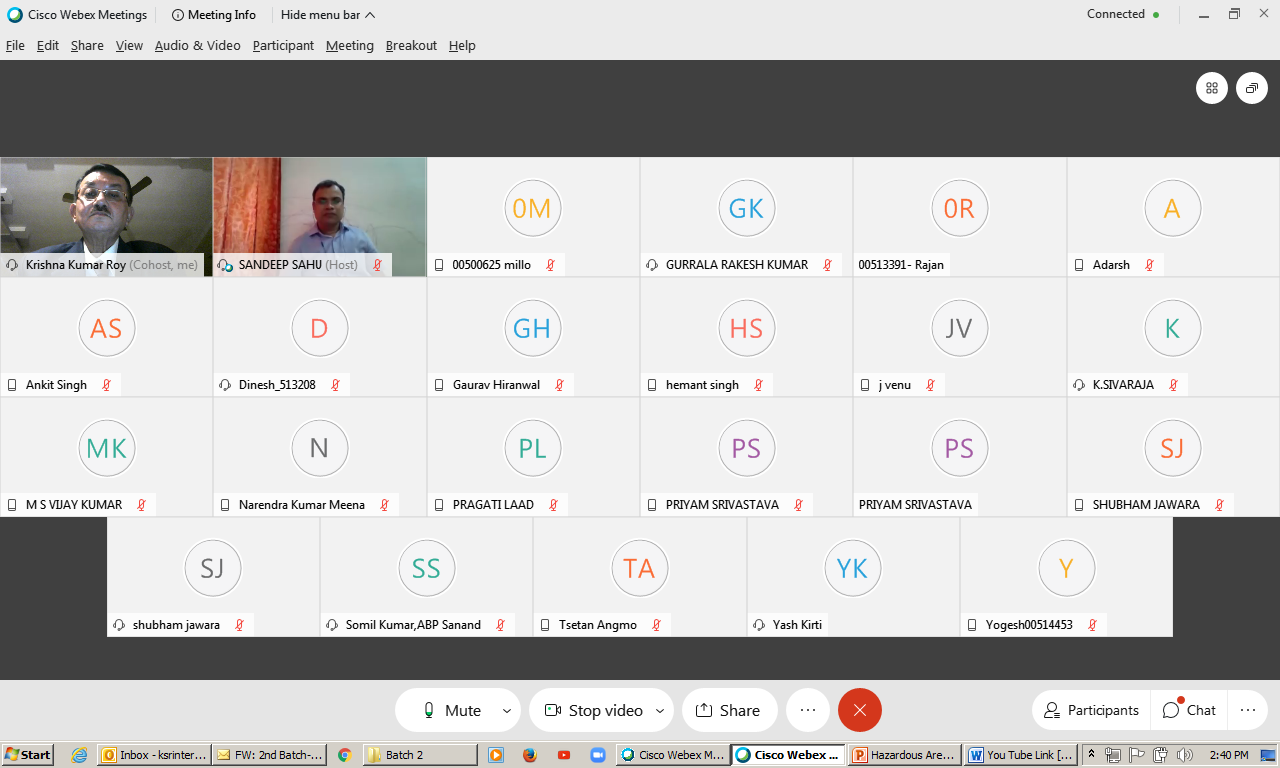 Cisco Webex Meetings
Meeting Info
Hide menu bar
Connected
File Edit Share View Audio & Video Participant Meeting Breakout Help
Krishna Kumar Roy (Cohost, me)
SANDEEP SAHU (Host)
0M
00500625 millo
GK
GURRALA RAKESH KUMAR
0R
00513391- Rajan
A
Adarsh
AS
Ankit Singh
D
Dinesh_513208
GH
Gaurav Hiranwal
HS
hemant singh
JV
j venu
K
K.SIVARAJA
MK
M S VIJAY KUMAR
N
Narendra Kumar Meena
PL
PRAGATI LAAD
PS
PRIYAM SRIVASTAVA
PS
PRIYAM SRIVASTAVA
SJ
SHUBHAM JAWARA
SJ
shubham jawara
SS
Somil Kumar,ABP Sanand
TA
Tsetan Angmo
YK
Yash Kirti
Y
Yogesh00514453
Mute
Stop video
Share
Participants
Chat
Start
Inbox - ksrinter...
FW: 2nd Batch-...
Batch 2
Cisco Webex M...
Cisco Webex ...
Hazardous Are...
You Tube Link [...
2:40 PM